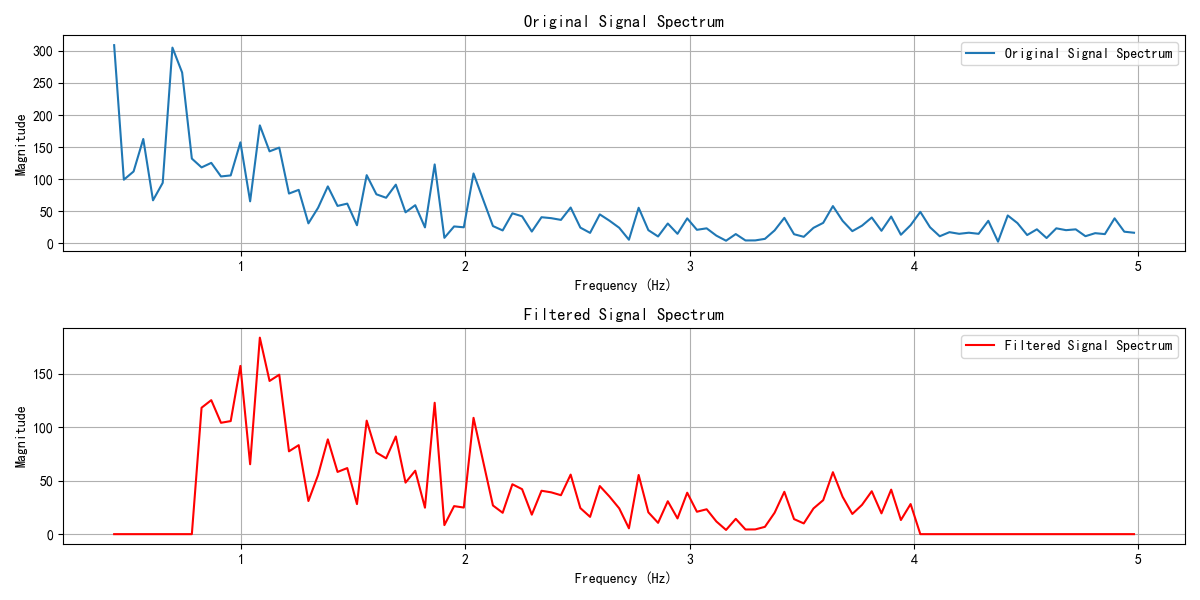 Original Signal Spectrum
Original Signal Spectrum
300
250
200
150
100
50
0
Magnitude
1
2
3
4
5
Frequency (Hz)
Filtered Signal Spectrum
Filtered Signal Spectrum
150
100
50
0
Magnitude
1
2
3
4
5
Frequency (Hz)